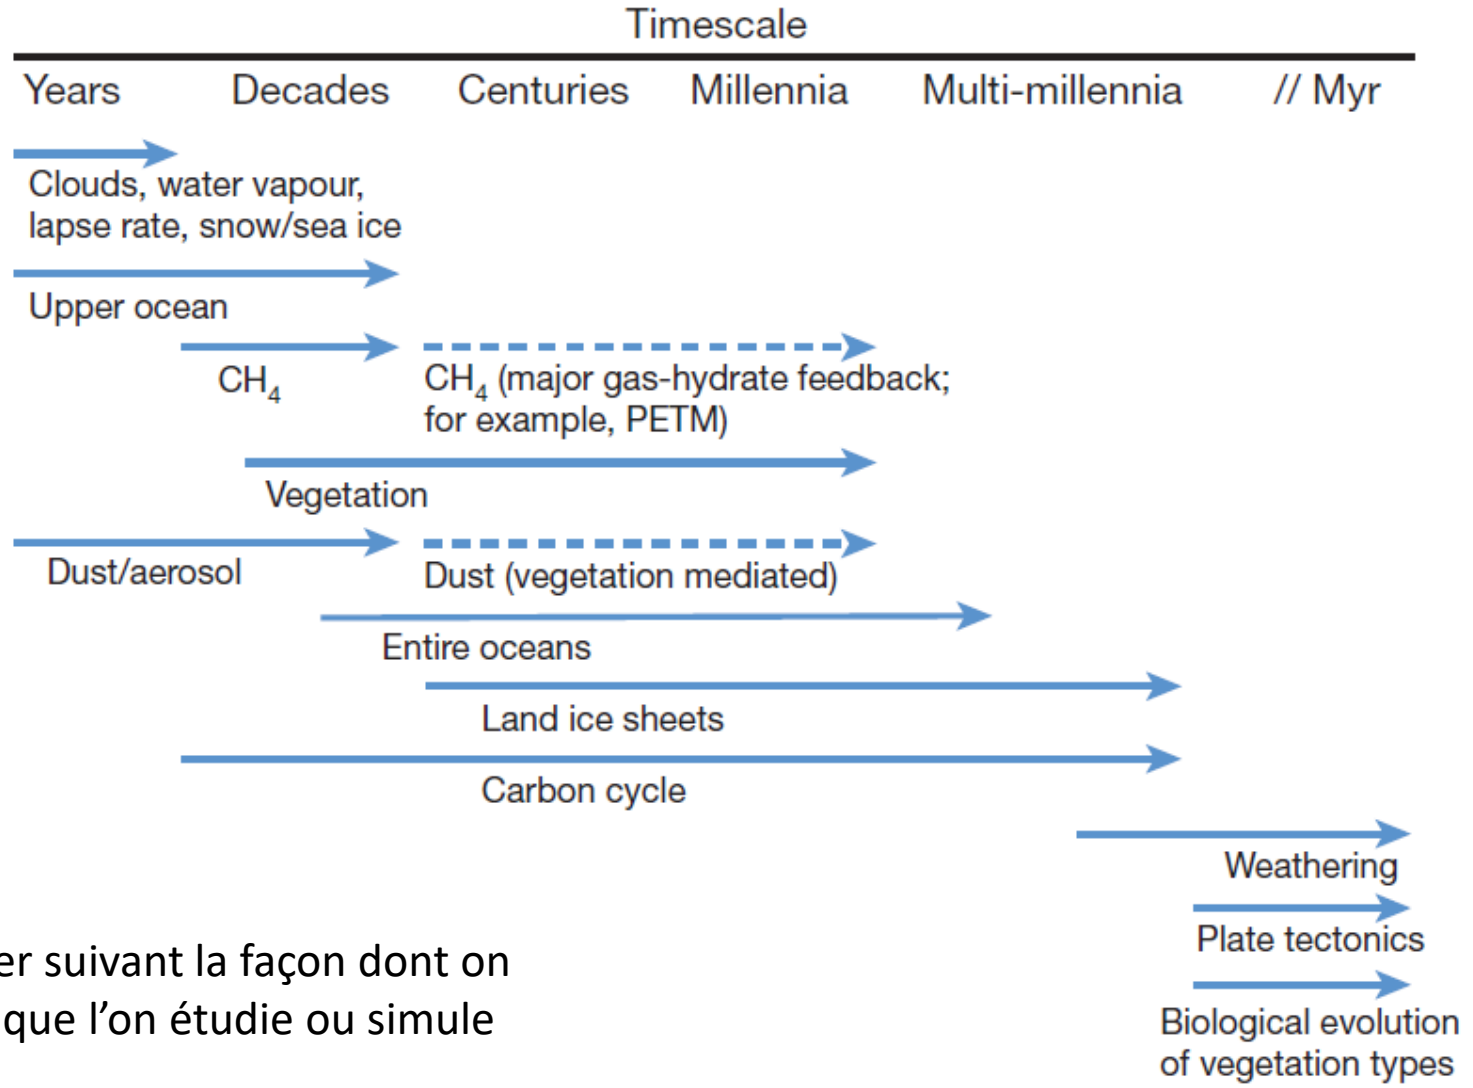 Timescale
Years Decades Centuries Millennia Multi-millennia // Myr
Clouds, water vapour,
lapse rate, snow/sea ice
Upper ocean
CH₄
CH₄ (major gas-hydrate feedback;
for example, PETM)
Vegetation
Dust/aerosol
Dust (vegetation mediated)
Entire oceans
Land ice sheets
Carbon cycle
Weathering
Plate tectonics
Biological evolution
of vegetation types
er suivant la façon dont on
que l’on étudie ou simule